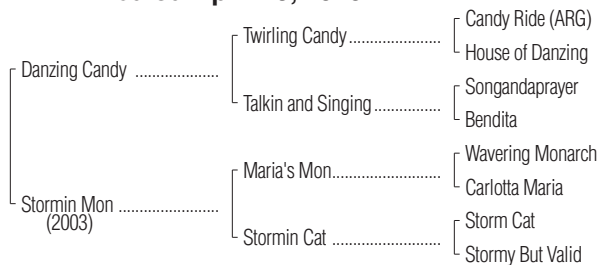 Candy Ride (ARG)
Twirling Candy
House of Danzing
Danzing Candy
Songandaprayer
Talkin and Singing
Bendita
Wavering Monarch
Maria's Mon
Carlotta Maria
Stormin Mon
(2003)
Storm Cat
Stormin Cat
Stormy But Valid